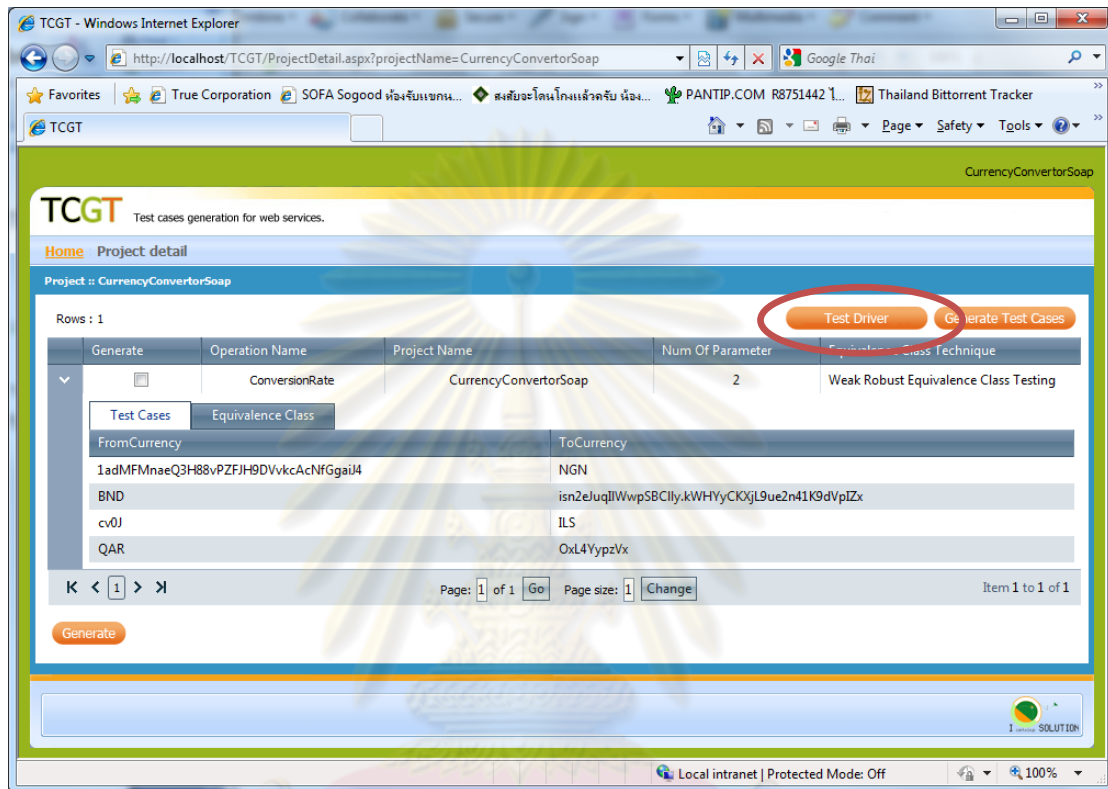 TCGT - Windows Internet Explorer
http://localhost/TCGT/ProjectDetail.aspx?projectName=CurrencyConvertorSoap
Google Thai
Favorites True Corporation SOFA Sogood ห้องรับแขกน... สงสัยจะโดนโกงแล้วครับ น้อง... PANTIP.COM R8751442 ไ... Thailand Bittorrent Tracker
TCGT
Page Safety Tools
CurrencyConvertorSoap
TCGT Test cases generation for web services.
Home Project detail
Project :: CurrencyConvertorSoap
Rows : 1
Test Driver Generate Test Cases
Generate Operation Name Project Name Num Of Parameter Equivalence Class Technique
ConversionRate CurrencyConvertorSoap 2 Weak Robust Equivalence Class Testing
Test Cases Equivalence Class
FromCurrency ToCurrency
1adMFMnaeQ3H88vPZFJH9DVvkcAcNfGgaiJ4 NGN
BND isn2eJuqIlWwpSBClly.kWHYyCKXjL9ue2n41K9dVpIZx
cv0J ILS
QAR OxL4YypzVx
1 Page: 1 of 1 Go Page size: 1 Change Item 1 to 1 of 1
Generate
SOLUTION
Local intranet | Protected Mode: Off 100%